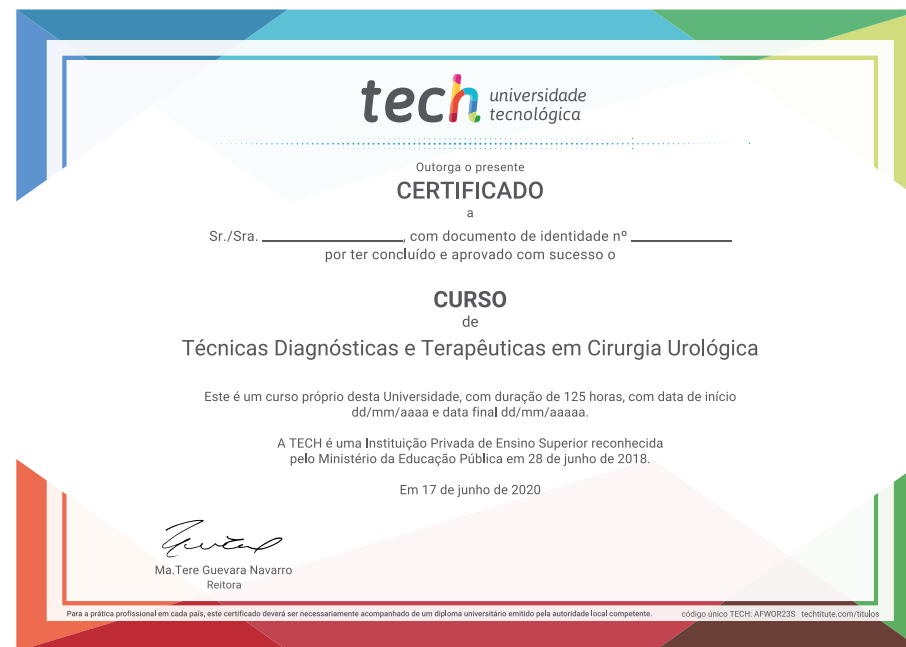 tech universidade
tecnológica
Outorga o presente
CERTIFICADO
a
Sr./Sra. ____________, com documento de identidade nº ____________
por ter concluído e aprovado com sucesso o
CURSO
de
Técnicas Diagnósticas e Terapêuticas em Cirurgia Urológica
Este é um curso próprio desta Universidade, com duração de 125 horas, com data de início
dd/mm/aaaa e data final dd/mm/aaaaa.
A TECH é uma Instituição Privada de Ensino Superior reconhecida
pelo Ministério da Educação Pública em 28 de junho de 2018.
Em 17 de junho de 2020
Ma.Tere Guevara Navarro
Reitora
Para a prática profissional em cada país, este certificado deverá ser necessariamente acompanhado de um diploma universitário emitido pela autoridade local competente. código único TECH: AFWOR23S techtitute.com/titulos